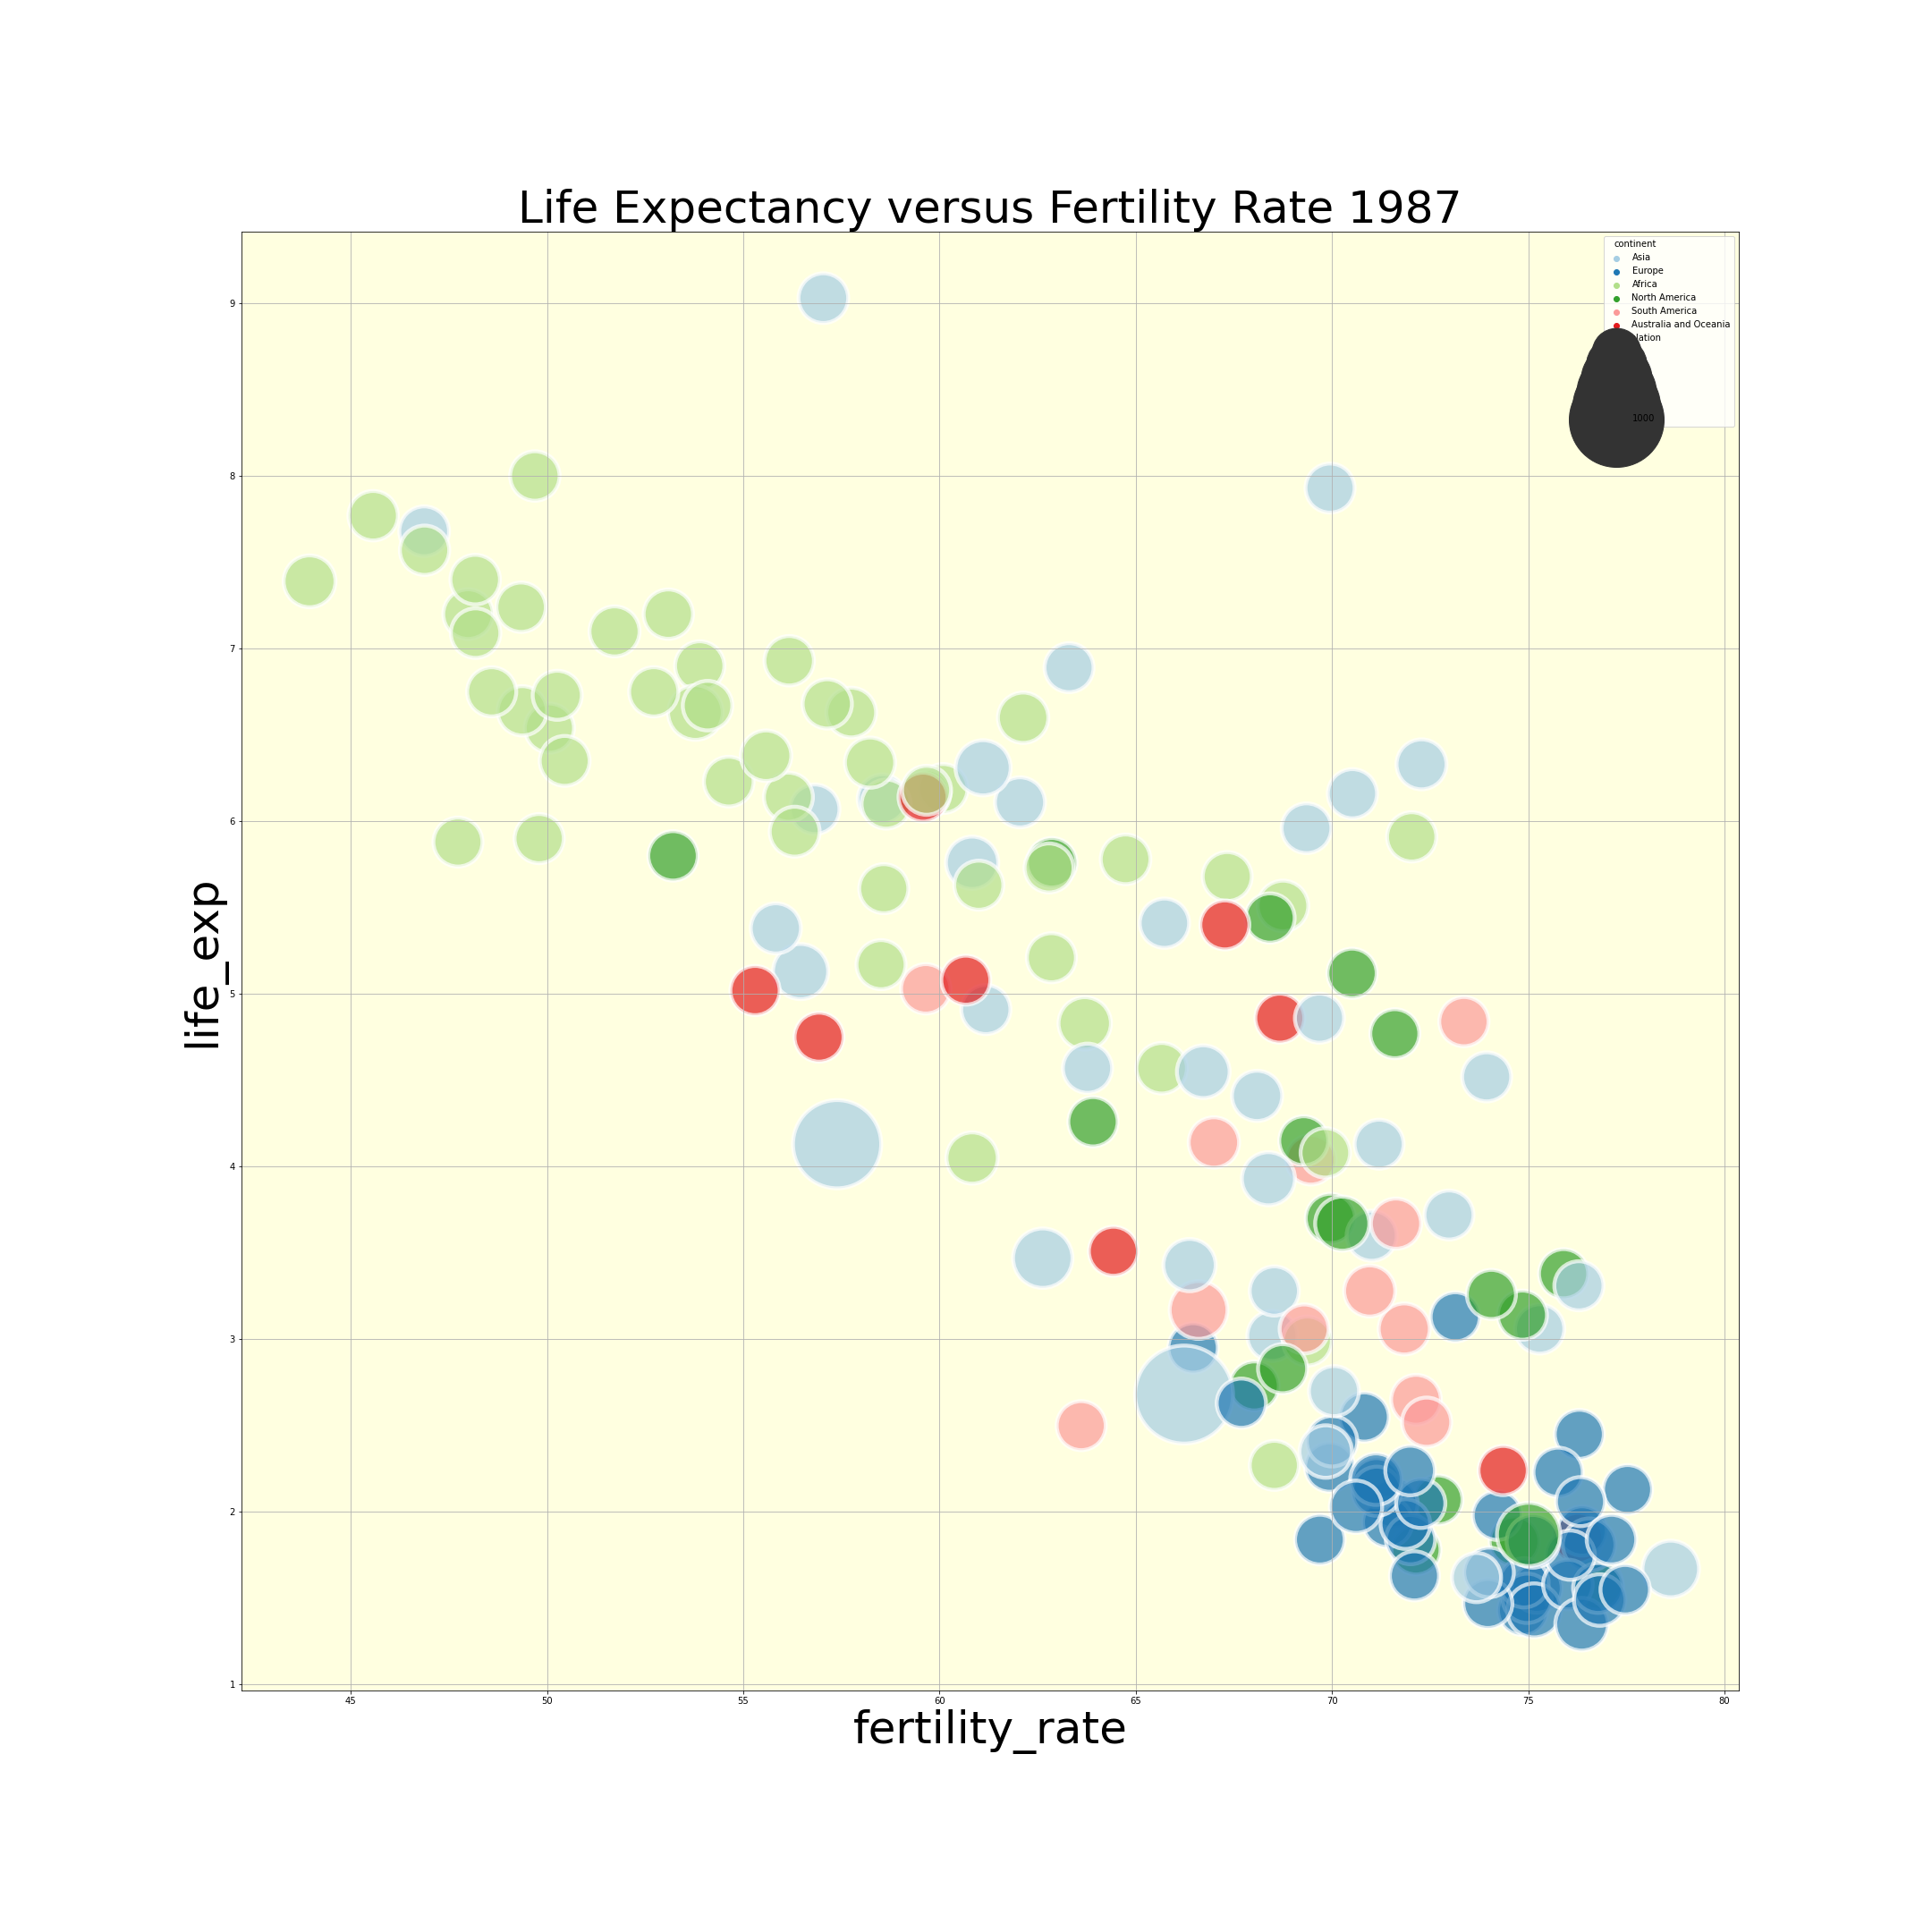 Life Expectancy versus Fertility Rate 1987
continent
Asia
Europe
Africa
North America
South America
Australia and Oceania
1000
9
8
7
6
5
4
3
2
1
life_exp
45 50 55 60 65 70 75 80
fertility_rate